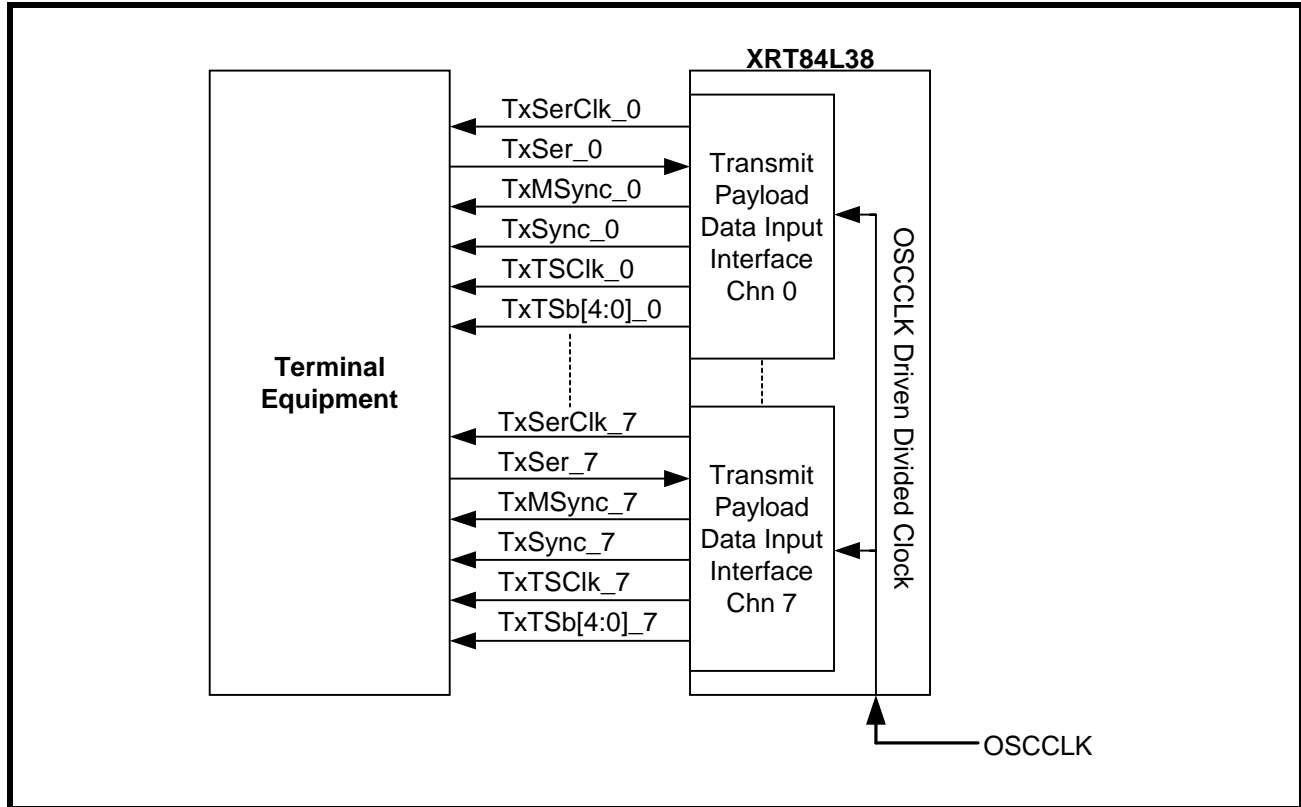 XRT84L38
TxSerClk_0
TxSer_0
TxMSync_0
TxSync_0
TxTSClk_0
TxTSb[4:0]_0
Transmit
Payload
Data Input
Interface
Chn 0
OSCCLK Driven Divided Clock
Terminal
Equipment
TxSerClk_7
TxSer_7
TxMSync_7
TxSync_7
TxTSClk_7
TxTSb[4:0]_7
Transmit
Payload
Data Input
Interface
Chn 7
OSCCLK